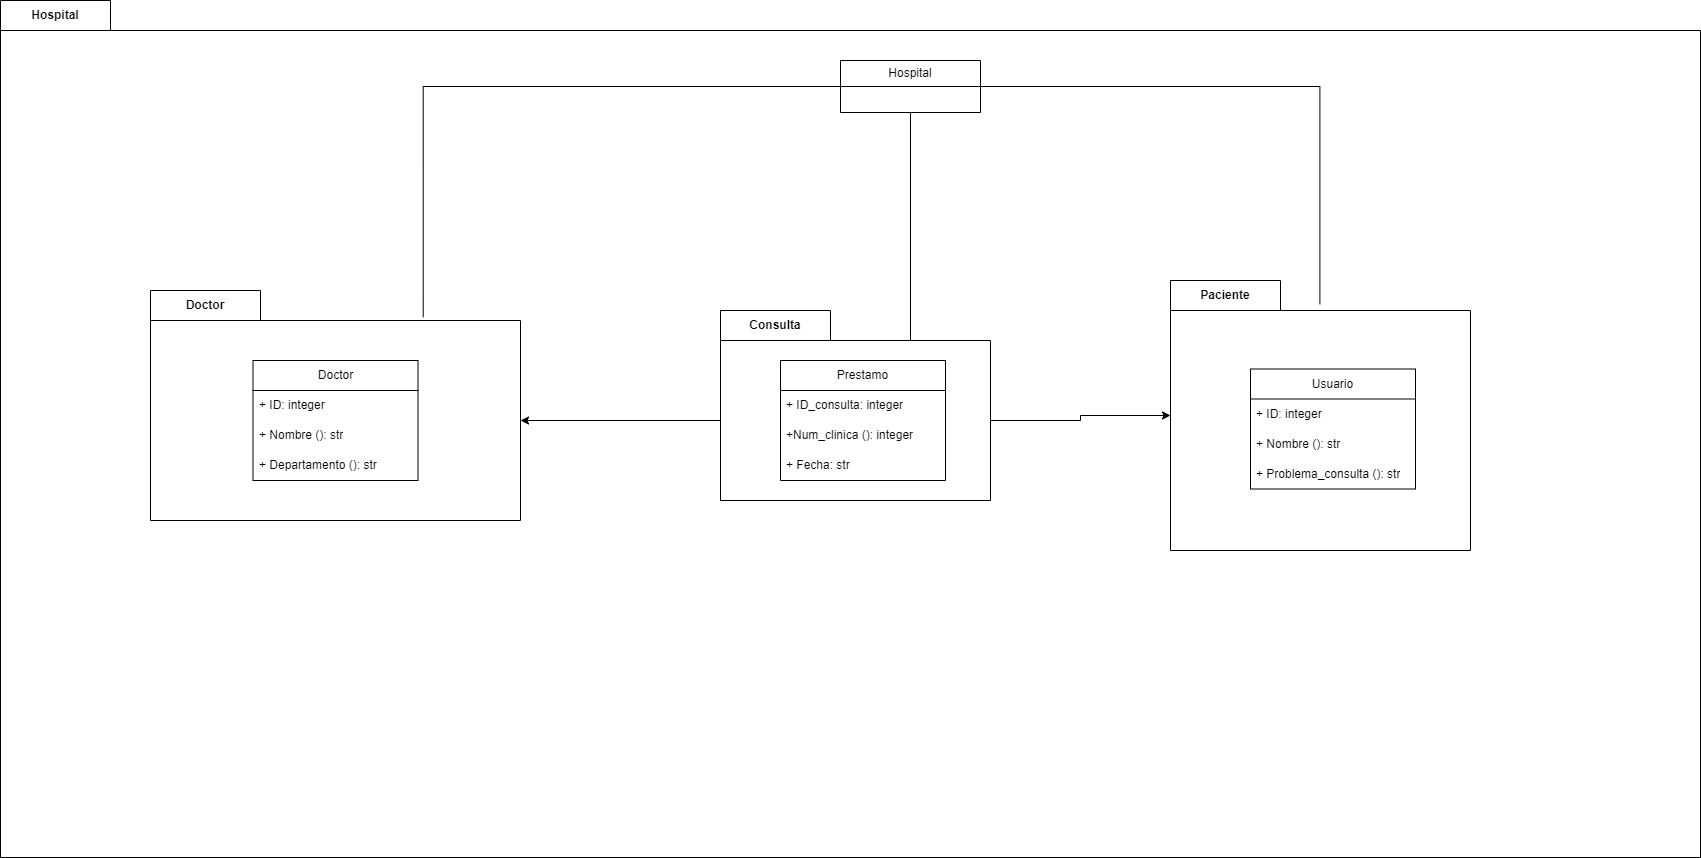 Hospital
Hospital
Doctor
Doctor
+ ID: integer
+ Nombre (): str
+ Departamento (): str
Consulta
Prestamo
+ ID_consulta: integer
+Num_clinica (): integer
+ Fecha: str
Paciente
Usuario
+ ID: integer
+ Nombre (): str
+ Problema_consulta (): str